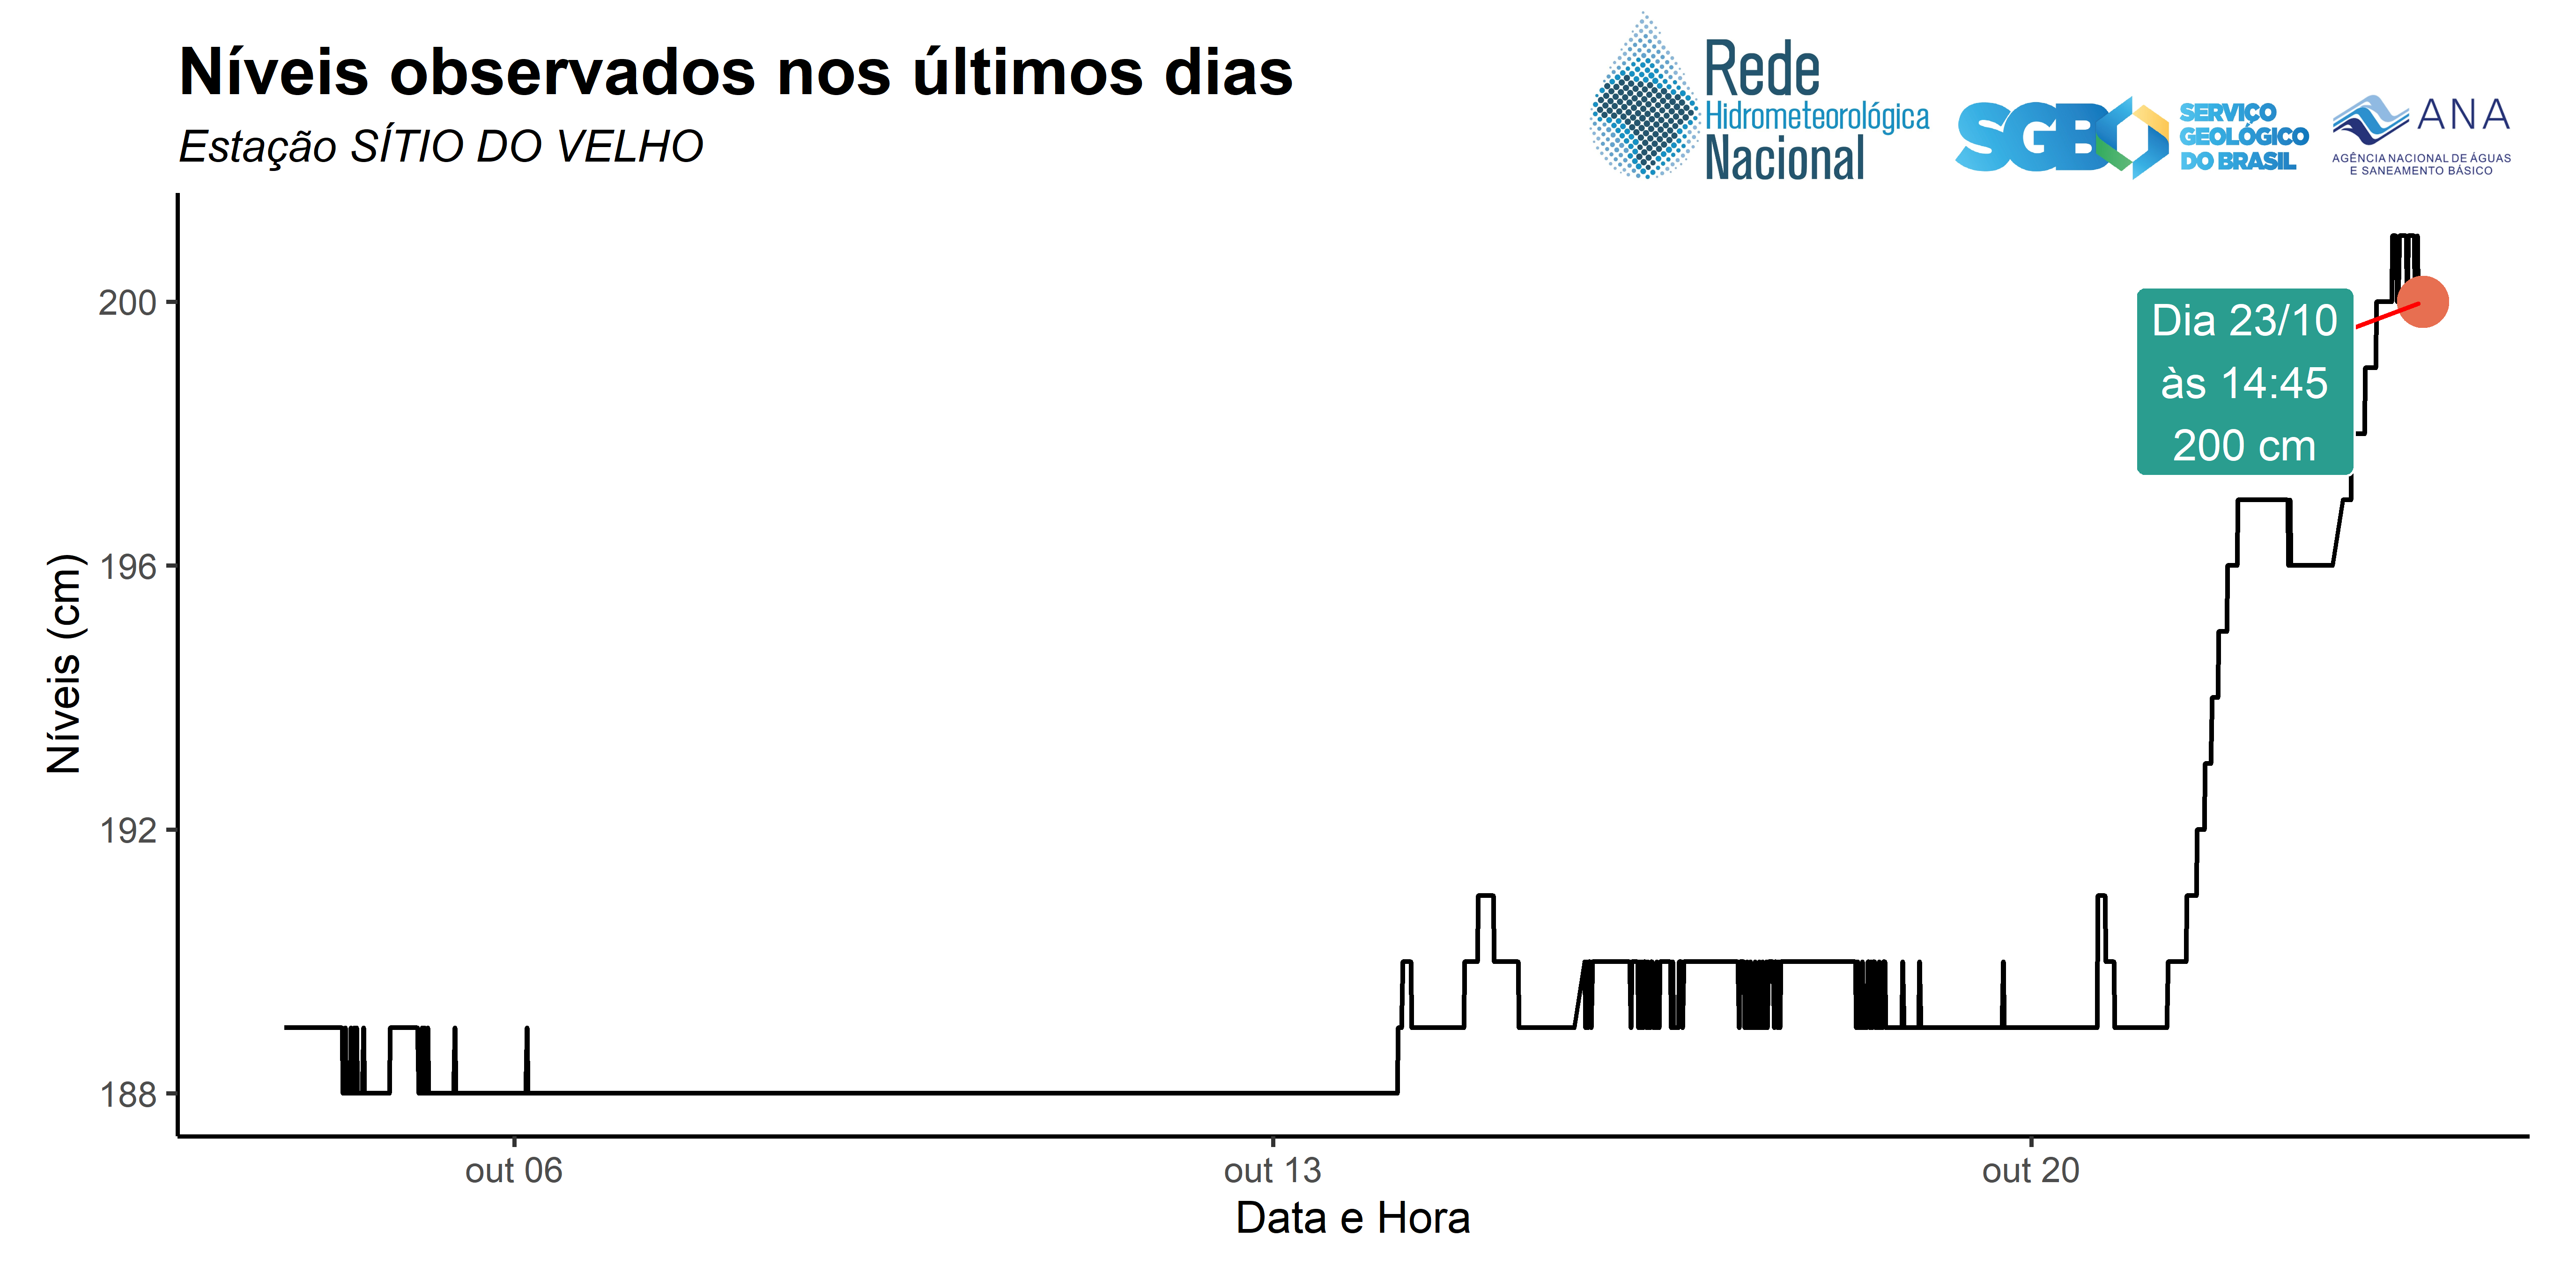 Níveis observados nos últimos dias
Estação SÍTIO DO VELHO
Rede
Hidrometeorológica
Nacional
SGB
SERVIÇO
GEOLÓGICO
DO BRASIL
ANA
AGÊNCIA NACIONAL DE ÁGUAS
E SANEAMENTO BÁSICO
Níveis (cm)
200
196
192
188
Dia 23/10
às 14:45
200 cm
out 06
out 13
out 20
Data e Hora